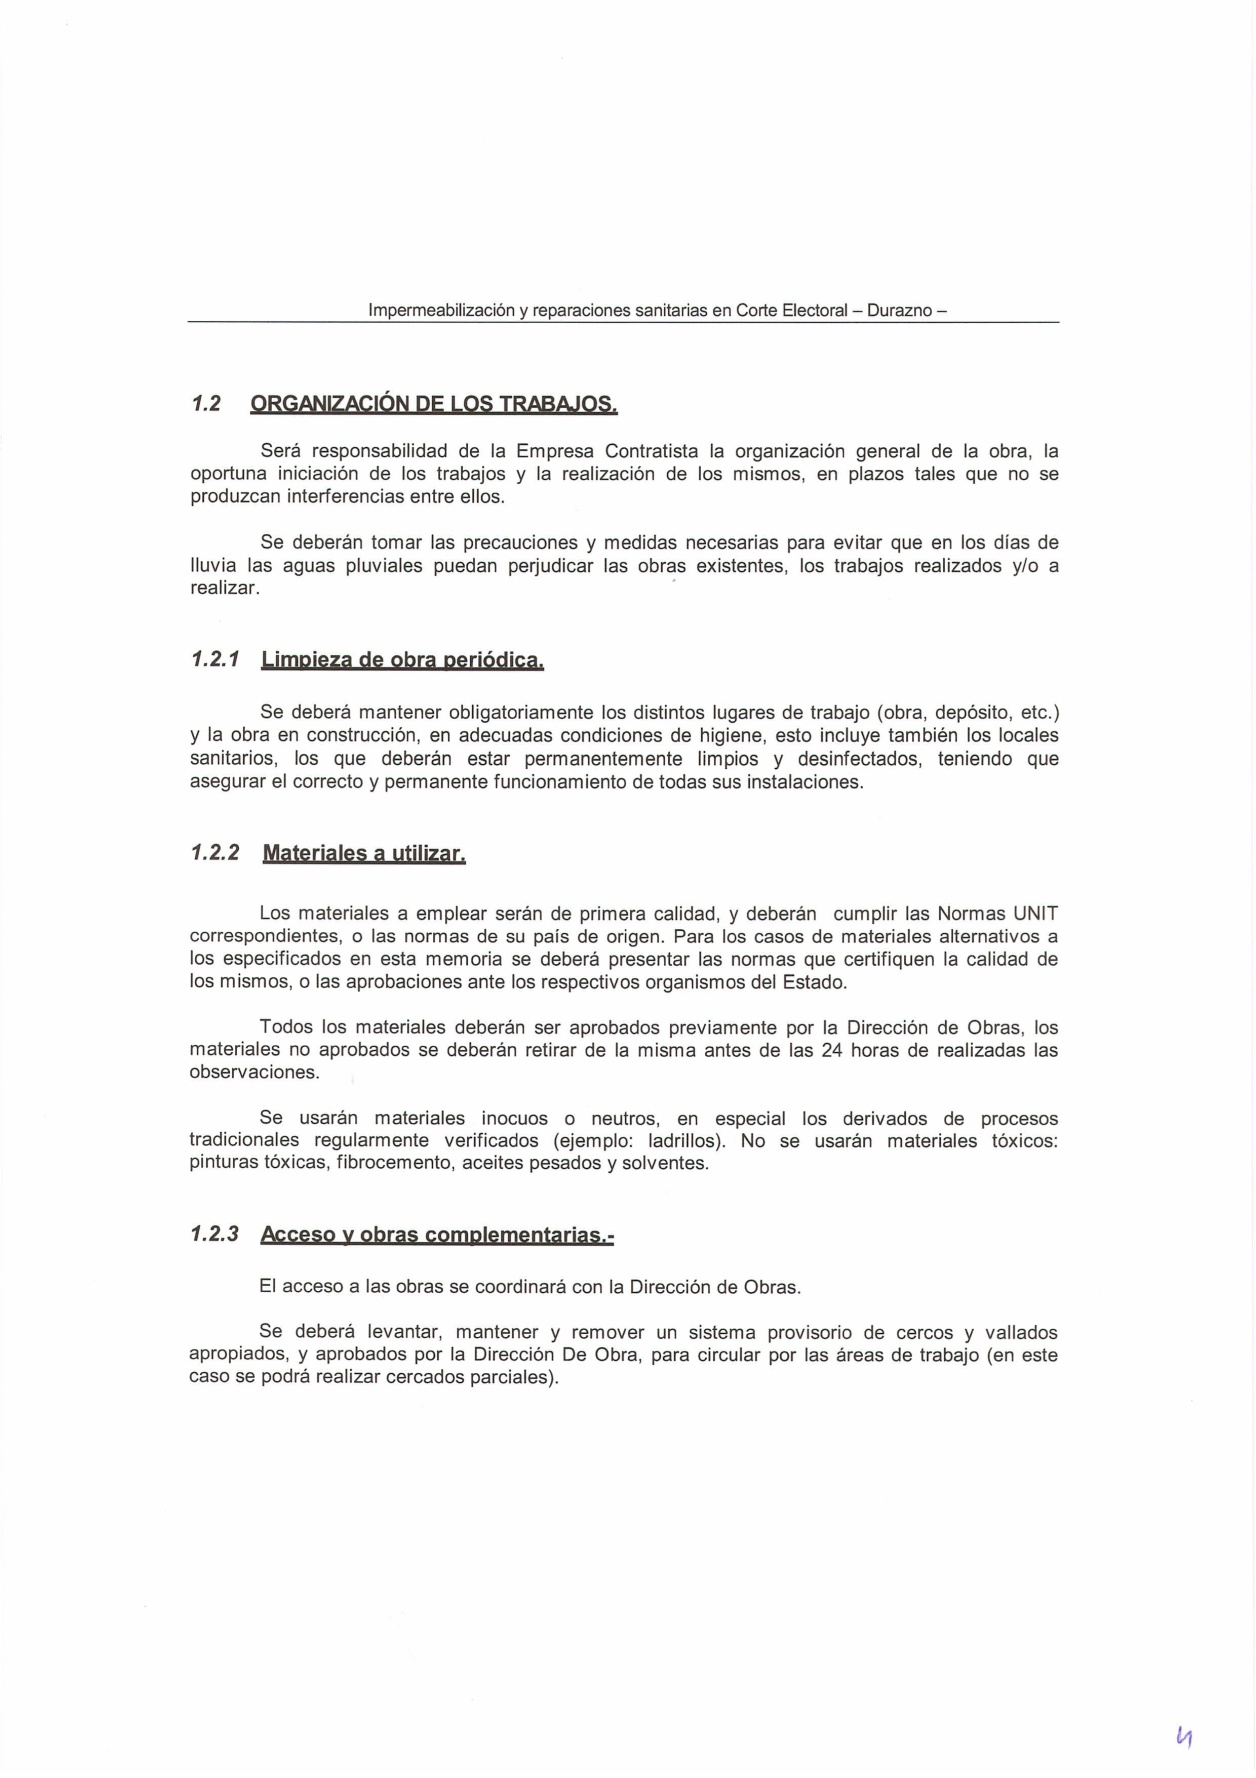 Impermeabilización y reparaciones sanitarias en Corte Electoral – Durazno –
1.2 ORGANIZACIÓN DE LOS TRABAJOS.
Será responsabilidad de la Empresa Contratista la organización general de la obra, la
oportuna iniciación de los trabajos y la realización de los mismos, en plazos tales que no se
produzcan interferencias entre ellos.
Se deberán tomar las precauciones y medidas necesarias para evitar que en los días de
lluvia las aguas pluviales puedan perjudicar las obras existentes, los trabajos realizados y/o a
realizar.
1.2.1 Limpieza de obra periódica.
Se deberá mantener obligatoriamente los distintos lugares de trabajo (obra, depósito, etc.)
y la obra en construcción, en adecuadas condiciones de higiene, esto incluye también los locales
sanitarios, los que deberán estar permanentemente limpios y desinfectados, teniendo que
asegurar el correcto y permanente funcionamiento de todas sus instalaciones.
1.2.2 Materiales a utilizar.
Los materiales a emplear serán de primera calidad, y deberán cumplir las Normas UNIT
correspondientes, o las normas de su país de origen. Para los casos de materiales alternativos a
los especificados en esta memoria se deberá presentar las normas que certifiquen la calidad de
los mismos, o las aprobaciones ante los respectivos organismos del Estado.
Todos los materiales deberán ser aprobados previamente por la Dirección de Obras, los
materiales no aprobados se deberán retirar de la misma antes de las 24 horas de realizadas las
observaciones.
Se usarán materiales inocuos o neutros, en especial los derivados de procesos
tradicionales regularmente verificados (ejemplo: ladrillos). No se usarán materiales tóxicos:
pinturas tóxicas, fibrocemento, aceites pesados y solventes.
1.2.3 Acceso y obras complementarias.-
El acceso a las obras se coordinará con la Dirección de Obras.
Se deberá levantar, mantener y remover un sistema provisorio de cercos y vallados
apropiados, y aprobados por la Dirección De Obra, para circular por las áreas de trabajo (en este
caso se podrá realizar cercados parciales).
4